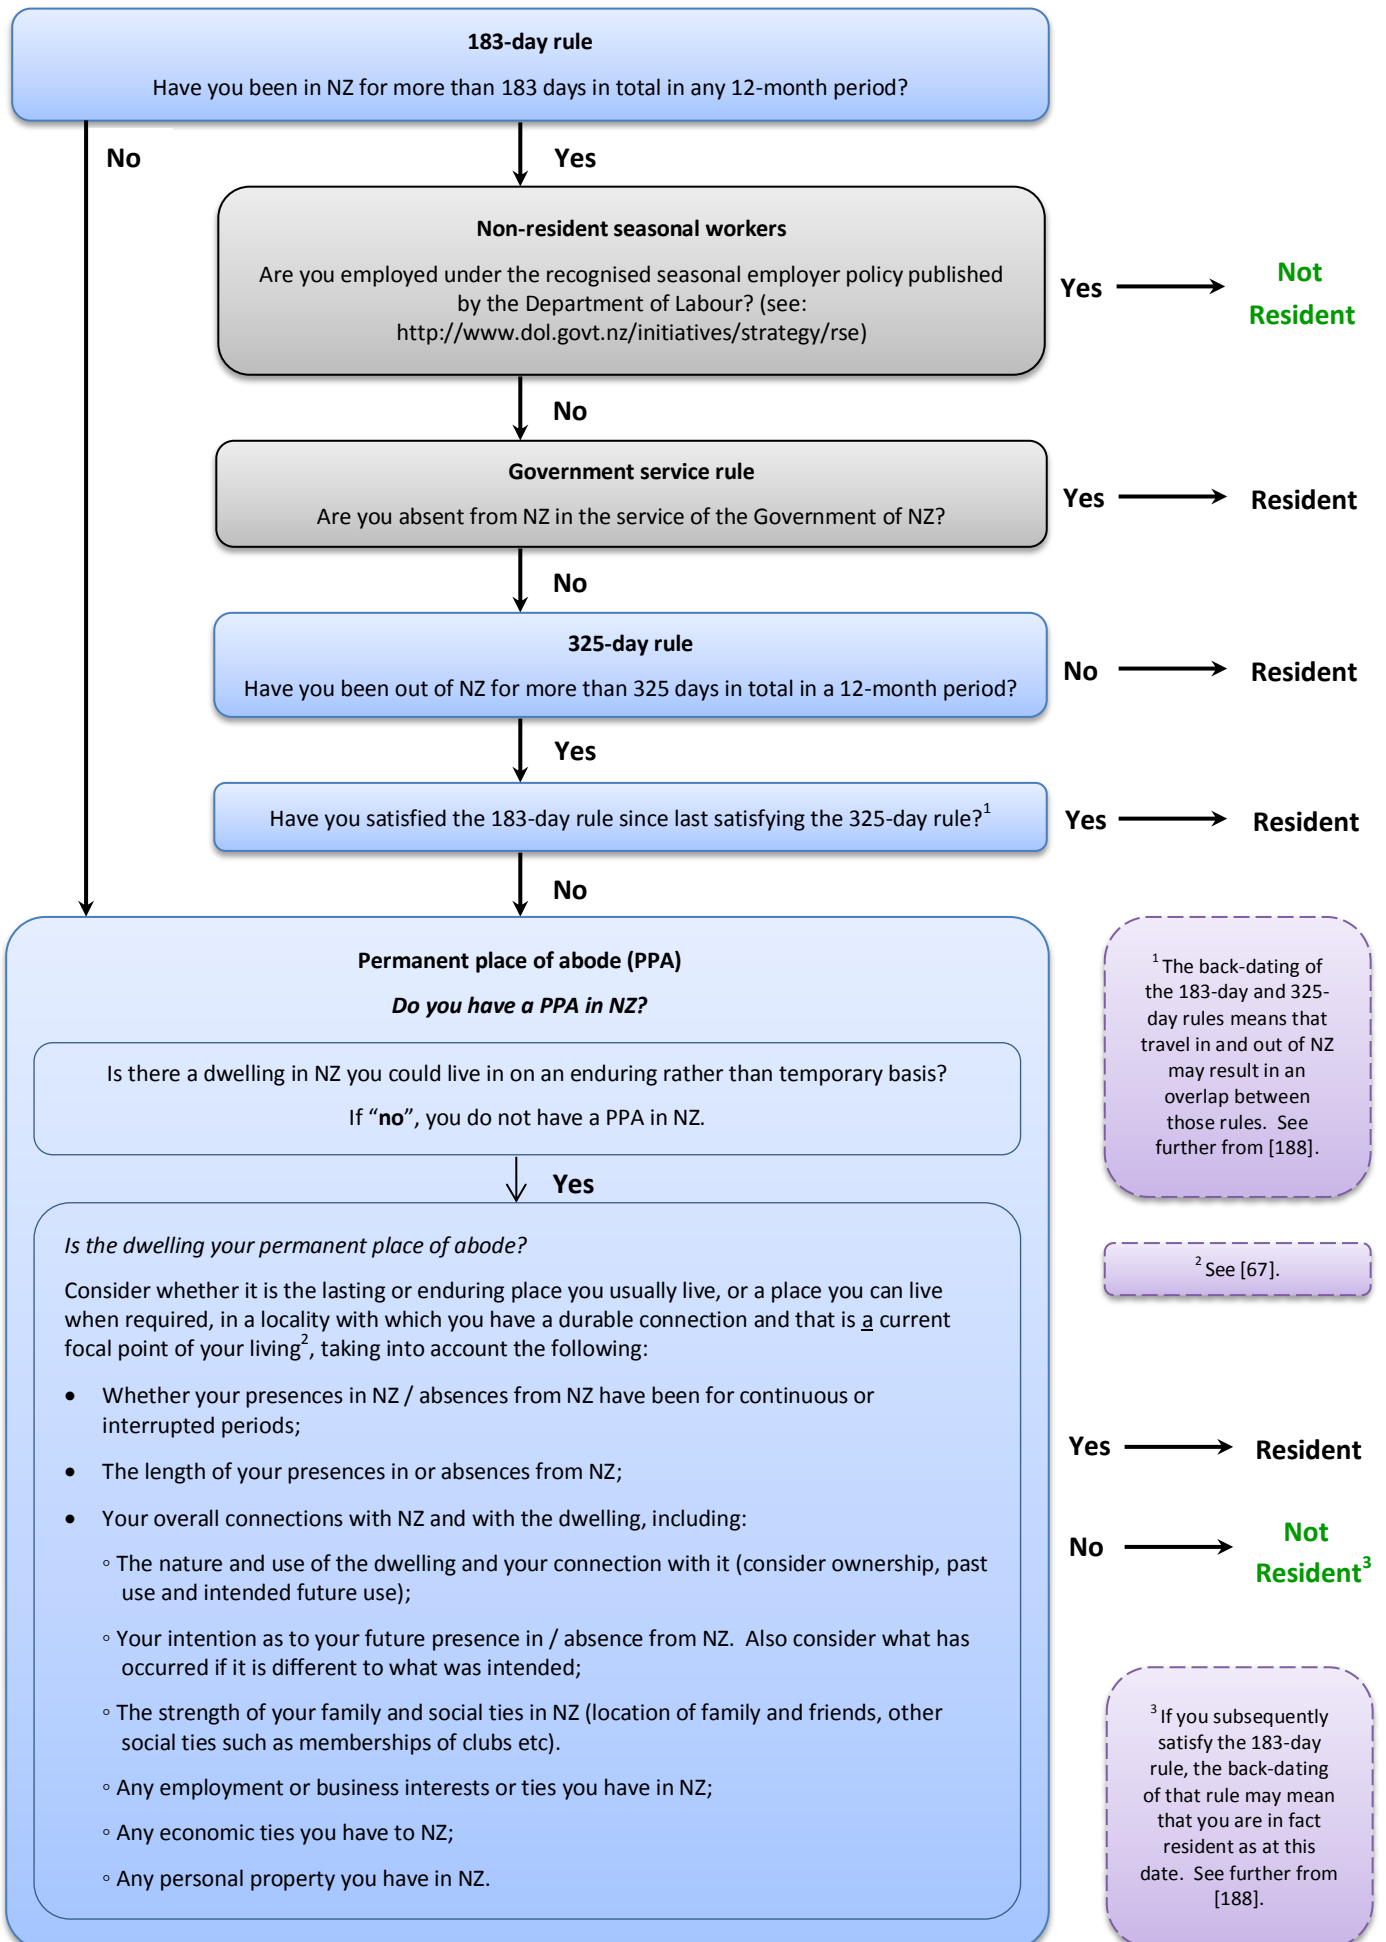 183-day rule
Have you been in NZ for more than 183 days in total in any 12-month period?
No
Yes
Non-resident seasonal workers
Are you employed under the recognised seasonal employer policy published
by the Department of Labour? (see:
http://www.dol.govt.nz/initiatives/strategy/rse)
Yes
Not
Resident
No
Government service rule
Are you absent from NZ in the service of the Government of NZ?
Yes
Resident
No
325-day rule
Have you been out of NZ for more than 325 days in total in a 12-month period?
No
Resident
Yes
Have you satisfied the 183-day rule since last satisfying the 325-day rule?¹
Yes
Resident
No
Permanent place of abode (PPA)
Do you have a PPA in NZ?
Is there a dwelling in NZ you could live in on an enduring rather than temporary basis?
If “no”, you do not have a PPA in NZ.
Yes
Is the dwelling your permanent place of abode?
Consider whether it is the lasting or enduring place you usually live, or a place you can live
when required, in a locality with which you have a durable connection and that is a current
focal point of your living², taking into account the following:
• Whether your presences in NZ / absences from NZ have been for continuous or
interrupted periods;
• The length of your presences in or absences from NZ;
• Your overall connections with NZ and with the dwelling, including:
◦ The nature and use of the dwelling and your connection with it (consider ownership, past
use and intended future use);
◦ Your intention as to your future presence in / absence from NZ.  Also consider what has
occurred if it is different to what was intended;
◦ The strength of your family and social ties in NZ (location of family and friends, other
social ties such as memberships of clubs etc).
◦ Any employment or business interests or ties you have in NZ;
◦ Any economic ties you have to NZ;
◦ Any personal property you have in NZ.
Yes
Resident
No
Not
Resident³
¹ The back-dating of
the 183-day and 325-
day rules means that
travel in and out of NZ
may result in an
overlap between
those rules.  See
further from [188].
² See [67].
³ If you subsequently
satisfy the 183-day
rule, the back-dating
of that rule may mean
that you are in fact
resident as at this
date.  See further from
[188].